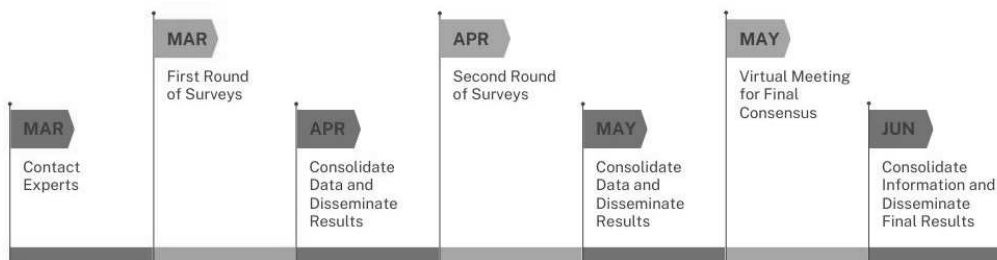 MAR
Contact
Experts
MAR
First Round
of Surveys
APR
Consolidate
Data and
Disseminate
Results
APR
Second Round
of Surveys
MAY
Consolidate
Data and
Disseminate
Results
MAY
Virtual Meeting
for Final
Consensus
JUN
Consolidate
Information and
Disseminate
Final Results